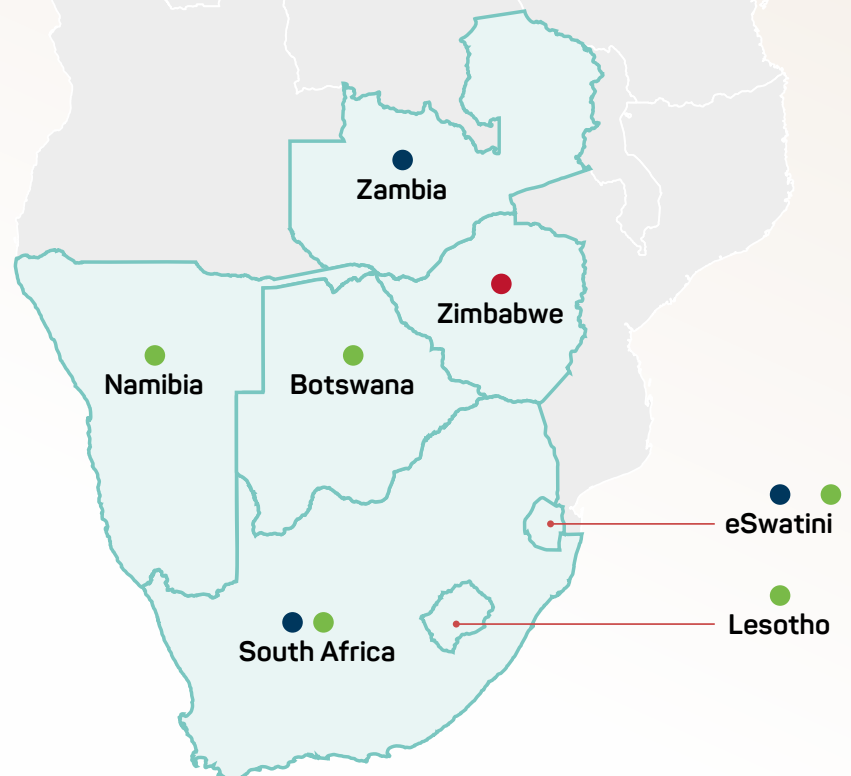 Zambia
Zimbabwe
Namibia
Botswana
eSwatini
Lesotho
South Africa